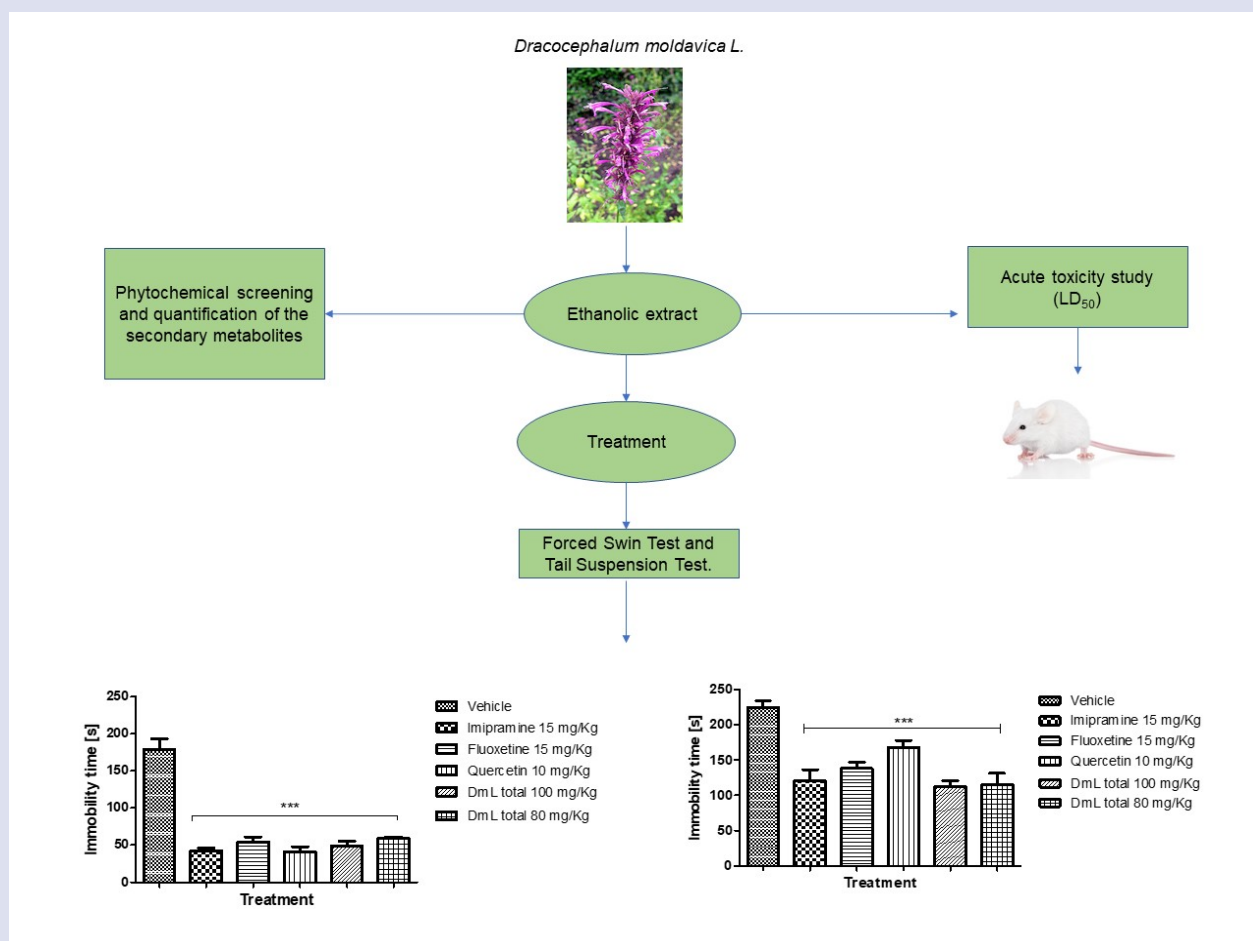 Dracocephalum moldavica L.
Phytochemical screening
and quantification of the
secondary metabolites
Ethanolic extract
Acute toxicity study
(LD50)
Treatment
Forced Swin Test and
Tail Suspension Test.
250
200
150
100
50
0
Immobility time [s]
***
Treatment
Vehicle
Imipramine 15 mg/Kg
Fluoxetine 15 mg/Kg
Quercetin 10 mg/Kg
DmL total 100 mg/Kg
DmL total 80 mg/Kg
250
200
150
100
50
0
Immobility time [s]
***
Treatment
Vehicle
Imipramine 15 mg/Kg
Fluoxetine 15 mg/Kg
Quercetin 10 mg/Kg
DmL total 100 mg/Kg
DmL total 80 mg/Kg